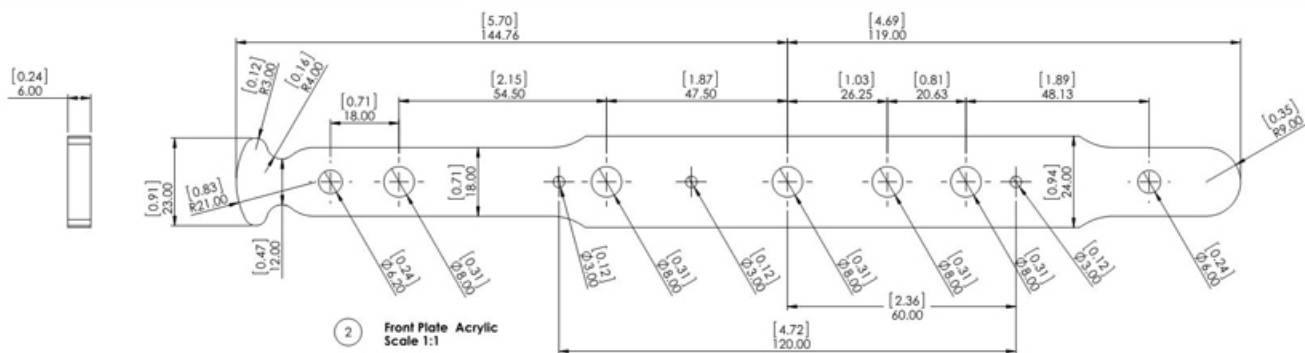 [5.70]
144.76
[4.69]
119.00
[0.24]
6.00
[0.12]
R3.00
[0.16]
R4.00
[0.71]
18.00
[2.15]
54.50
[1.87]
47.50
[1.03]
26.25
[0.81]
20.63
[1.89]
48.13
[0.35]
R9.00
[0.91]
23.00
[0.83]
R21.00
[0.47]
12.00
[0.71]
18.00
[0.94]
24.00
[0.24]
Ø6.20
[0.31]
Ø8.00
[0.12]
Ø3.00
[0.31]
Ø8.00
[0.12]
Ø3.00
[0.31]
Ø8.00
[0.31]
Ø8.00
[0.31]
Ø8.00
[0.12]
Ø3.00
[0.24]
Ø6.00
[2.36]
60.00
[4.72]
120.00
2
Front Plate Acrylic
Scale 1:1